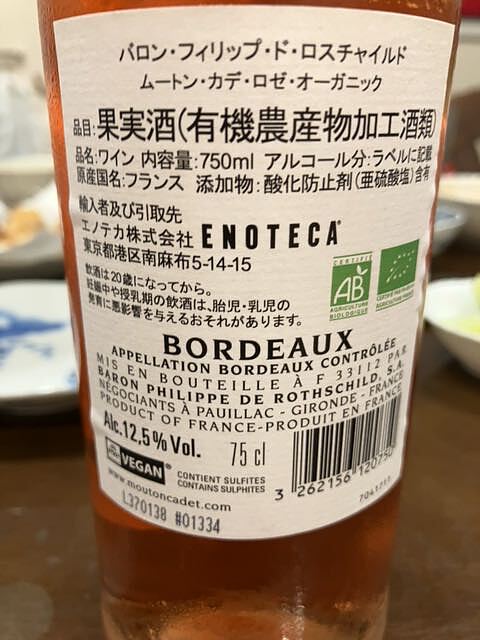 バロン・フィリップ・ド・ロスチャイルド
ムートン・カデ・ロゼ・オーガニック
品目:果実酒(有機農産物加工酒類)
品名:ワイン 内容量:750ml アルコール分:ラベルに記載
原産国名:フランス 添加物:酸化防止剤(亜硫酸塩)含有
輸入者及び引取先
エノテカ株式会社 ENOTECA
東京都港区南麻布5-14-15
飲酒は20歳になってから。
妊娠中や授乳期の飲酒は、胎児・乳児の
発育に悪影響を与えるおそれがあります。
CERTIFIÉ
AB
AGRICULTURE
BIOLOGIQUE
BORDEAUX
APPELLATION BORDEAUX CONTRÔLÉE
MIS EN BOUTEILLE À F 33112 PAR
BARON PHILIPPE DE ROTHSCHILD, S.A.
NÉGOCIANTS À PAUILLAC - GIRONDE - FRANCE
PRODUCT OF FRANCE-PRODUIT EN FRANCE
Alc.12,5% Vol. 75 cl
VEGAN
CONTIENT SULFITES
CONTAINS SULPHITES
www.moutoncadet.com
L370138 #01334
3 262156 120750